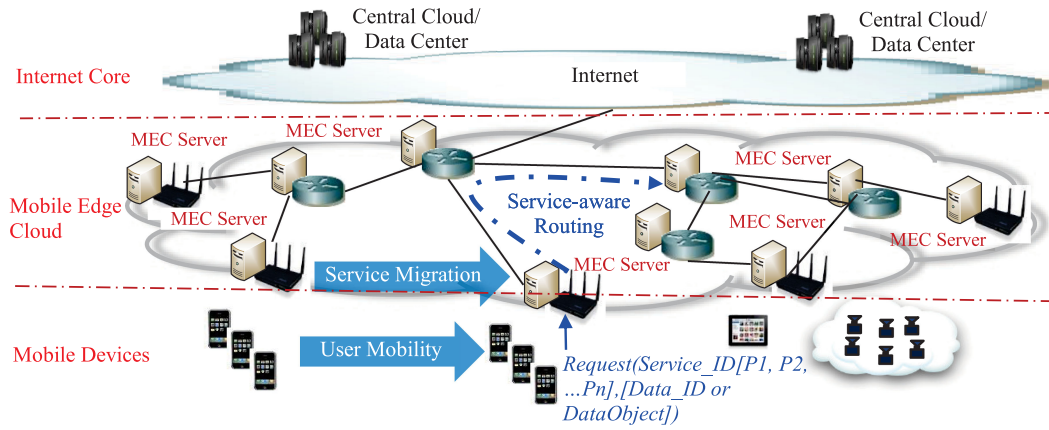 Central Cloud/
Data Center
Central Cloud/
Data Center
Internet Core
Internet
MEC Server
MEC Server
MEC Server
MEC Server
Mobile Edge
Cloud
Service-aware
Routing
MEC Server
MEC Server
MEC Server
Service Migration
Mobile Devices
User Mobility
Request(Service_ID[P1, P2,
…Pn],[Data_ID or
DataObject])